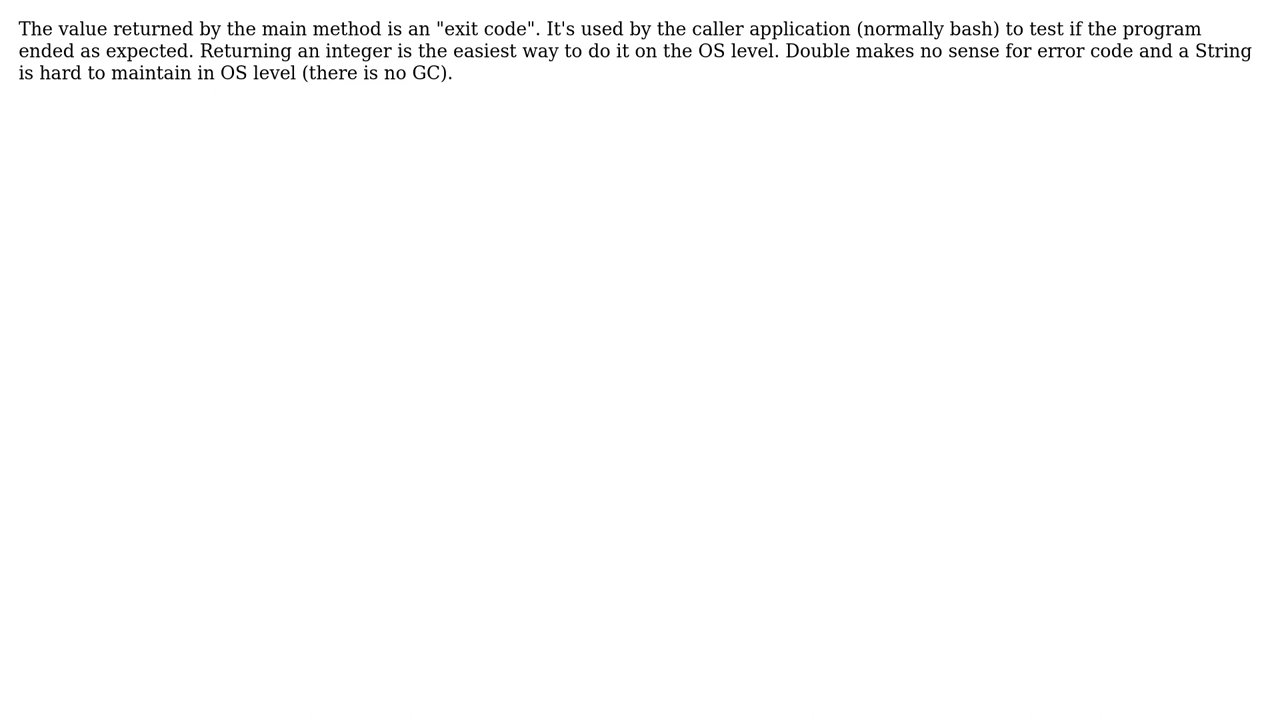 The value returned by the main method is an "exit code". It's used by the caller application (normally bash) to test if the program
ended as expected. Returning an integer is the easiest way to do it on the OS level. Double makes no sense for error code and a String
is hard to maintain in OS level (there is no GC).